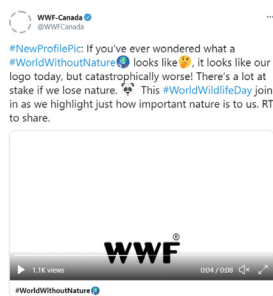 WWF-Canada
@WWFCanada
#NewProfilePic: If you've ever wondered what a
#WorldWithoutNature looks like, it looks like our
logo today, but catastrophically worse! There's a lot at
stake if we lose nature. This #WorldWildlifeDay join
in as we highlight just how important nature is to us. RT
to share.
WWF®
1.1K views
0:04 / 0:08
#WorldWithoutNature